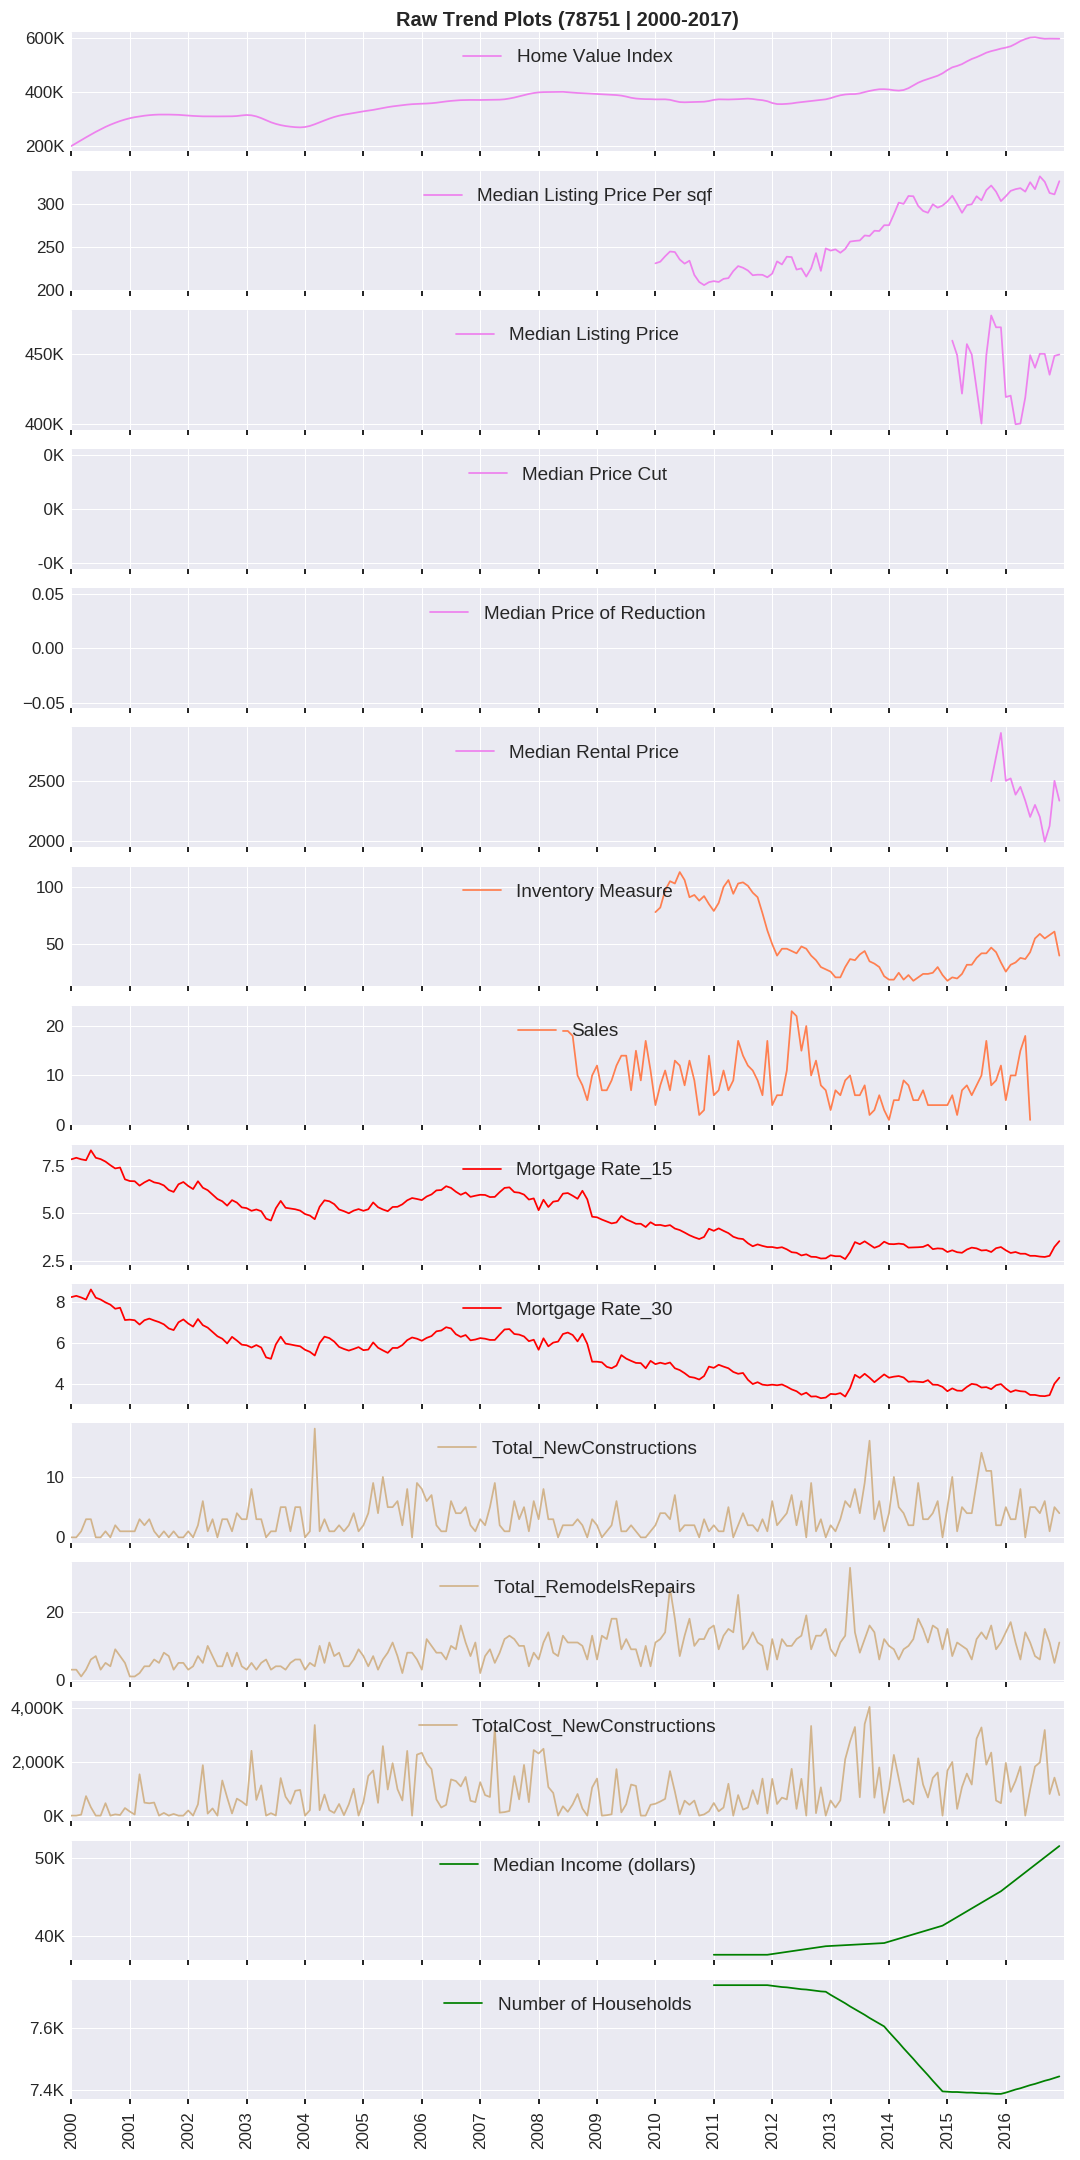 Raw Trend Plots (78751 | 2000-2017)
600K
400K
200K
Home Value Index
300
250
200
Median Listing Price Per sqf
450K
400K
Median Listing Price
0K
0K
-0K
Median Price Cut
0.05
0.00
−0.05
Median Price of Reduction
2500
2000
Median Rental Price
100
50
Inventory Measure
20
10
0
Sales
7.5
5.0
2.5
Mortgage Rate_15
8
6
4
Mortgage Rate_30
10
0
Total_NewConstructions
20
0
Total_RemodelsRepairs
4,000K
2,000K
0K
TotalCost_NewConstructions
50K
40K
Median Income (dollars)
7.6K
7.4K
Number of Households
2000
2001
2002
2003
2004
2005
2006
2007
2008
2009
2010
2011
2012
2013
2014
2015
2016